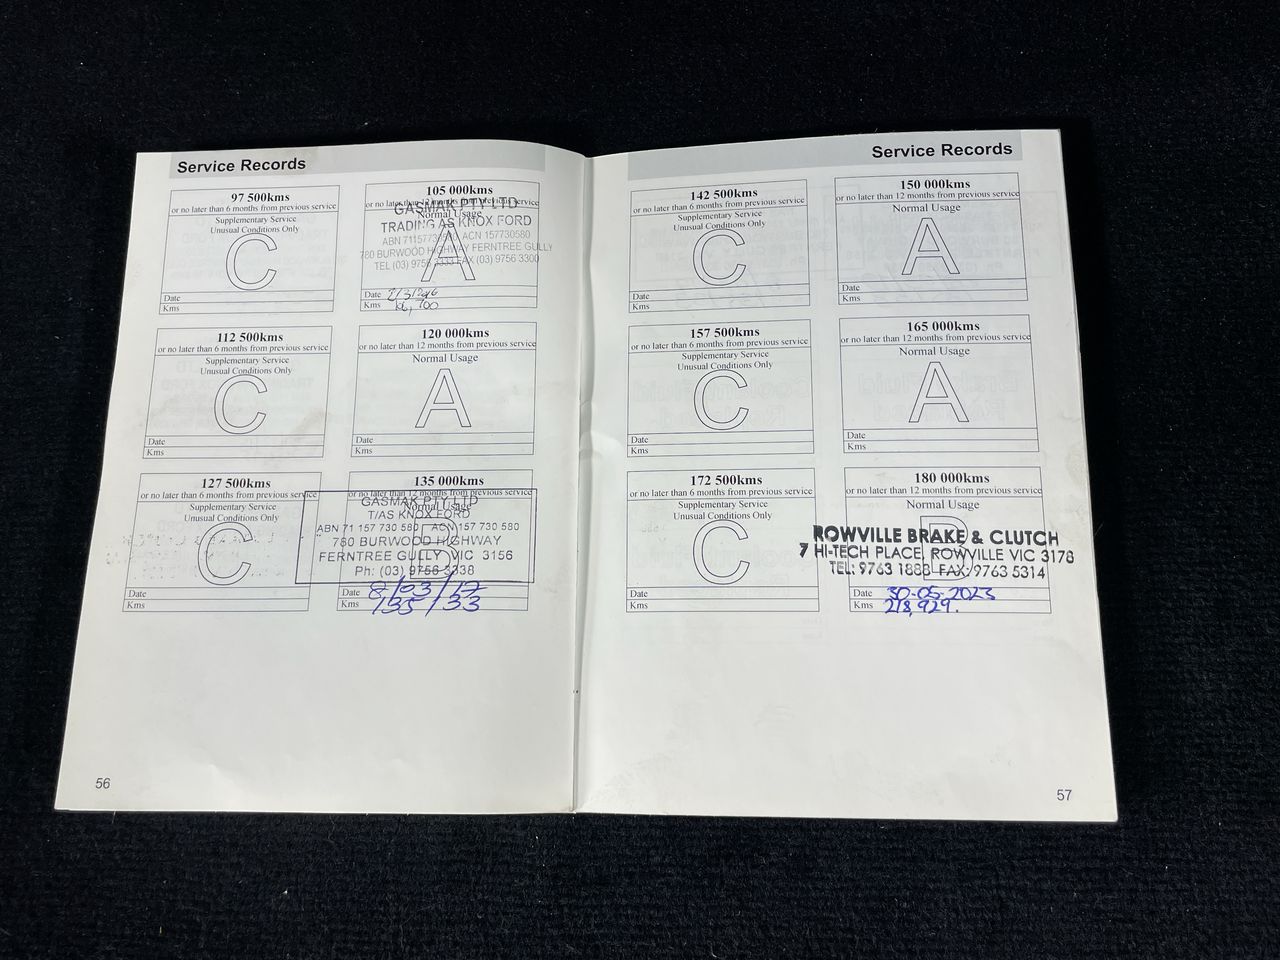 Service Records
97 500kms
or no later than 6 months from previous service
Supplementary Service
Unusual Conditions Only
C
Date
Kms
105 000kms
or no later than 12 months from previous service
Normal Usage
A
GASMAK PTY LTD
TRADING AS KNOX FORD
ACN 157730580
780 BURWOOD HIGHWAY FERNTREE GULLY
TEL (03) 9756 3333 FAX (03) 9756 3300
Date
Kms
112 500kms
or no later than 6 months from previous service
Supplementary Service
Unusual Conditions Only
C
Date
Kms
120 000kms
or no later than 12 months from previous service
Normal Usage
A
Date
Kms
127 500kms
or no later than 6 months from previous service
Supplementary Service
Unusual Conditions Only
C
Date
Kms
135 000kms
or no later than 12 months from previous service
Normal Usage
B
GASMAK PTY LTD
T/AS KNOX FORD
ABN 71 157 730 580 ACN 157 730 580
780 BURWOOD HIGHWAY
FERNTREE GULLY VIC 3156
Ph: (03) 9756 3338
Date 8/03/17
Kms 135/33
56
Service Records
142 500kms
or no later than 6 months from previous service
Supplementary Service
Unusual Conditions Only
C
Date
Kms
150 000kms
or no later than 12 months from previous service
Normal Usage
A
Date
Kms
157 500kms
or no later than 6 months from previous service
Supplementary Service
Unusual Conditions Only
C
Date
Kms
165 000kms
or no later than 12 months from previous service
Normal Usage
A
Date
Kms
172 500kms
or no later than 6 months from previous service
Supplementary Service
Unusual Conditions Only
C
Date
Kms
180 000kms
or no later than 12 months from previous service
Normal Usage
B
ROWVILLE BRAKE & CLUTCH
7 HI-TECH PLACE, ROWVILLE VIC 3178
TEL: 9763 1888 FAX: 9763 5314
Date 30-05-2023
Kms 218,929.
57